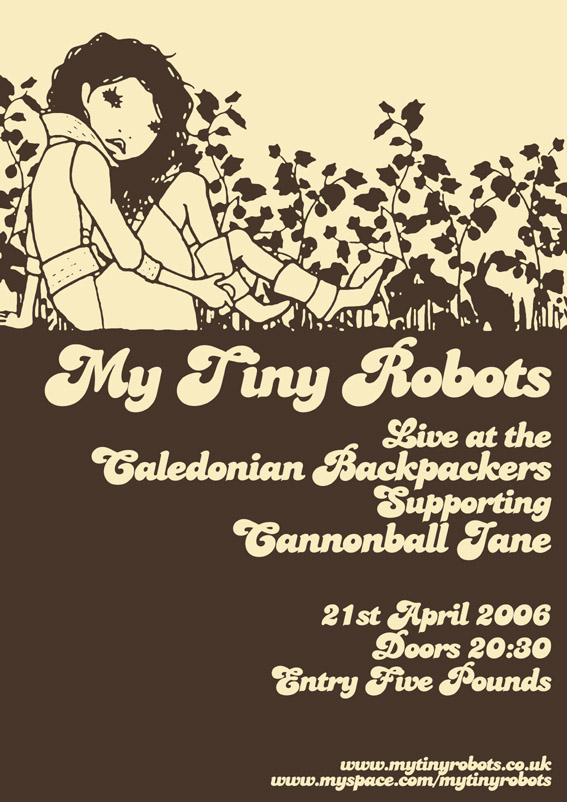 My Tiny Robots
Live at the
Caledonian Backpackers
Supporting
Cannonball Jane
21st April 2006
Doors 20:30
Entry Five Pounds
www.mytinyrobots.co.uk
www.myspace.com/mytinyrobots